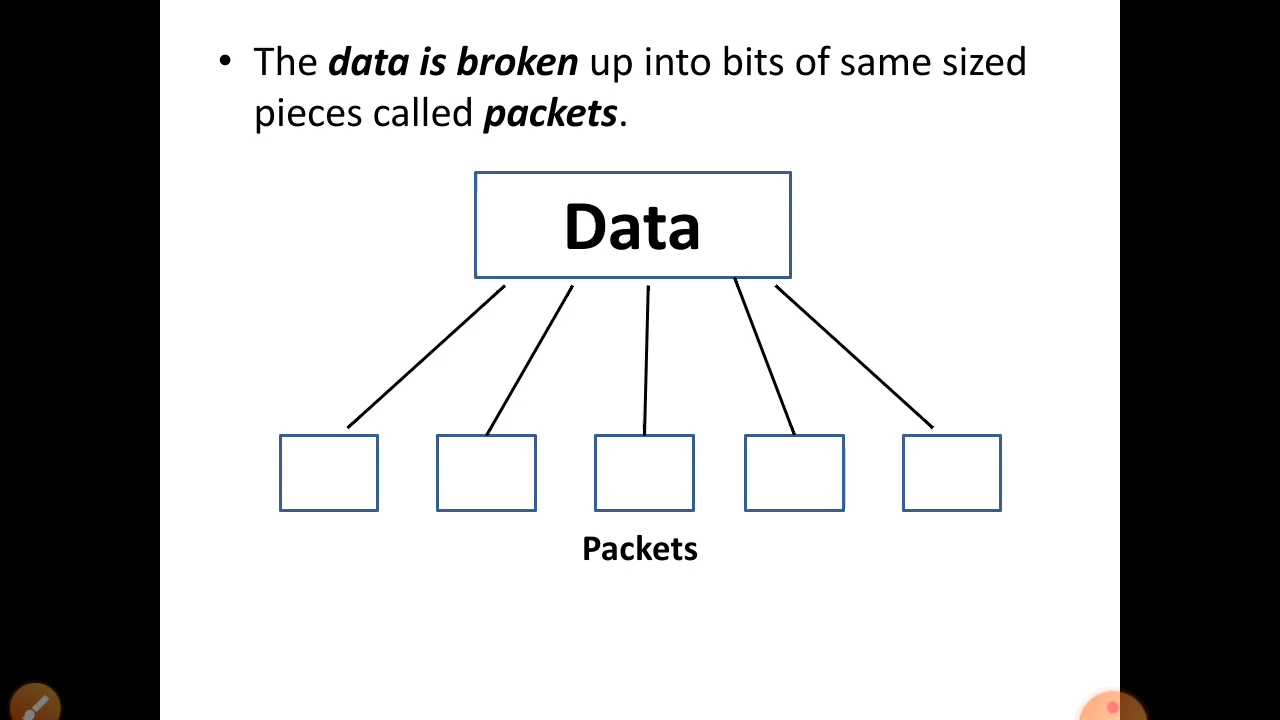 • The data is broken up into bits of same sized
pieces called packets.
Data
Packets